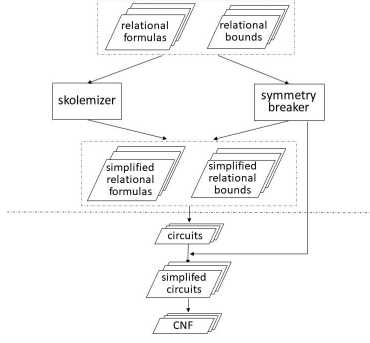 relational
formulas
relational
bounds
skolemizer
symmetry
breaker
simplified
relational
formulas
simplified
relational
bounds
circuits
simplifed
circuits
CNF